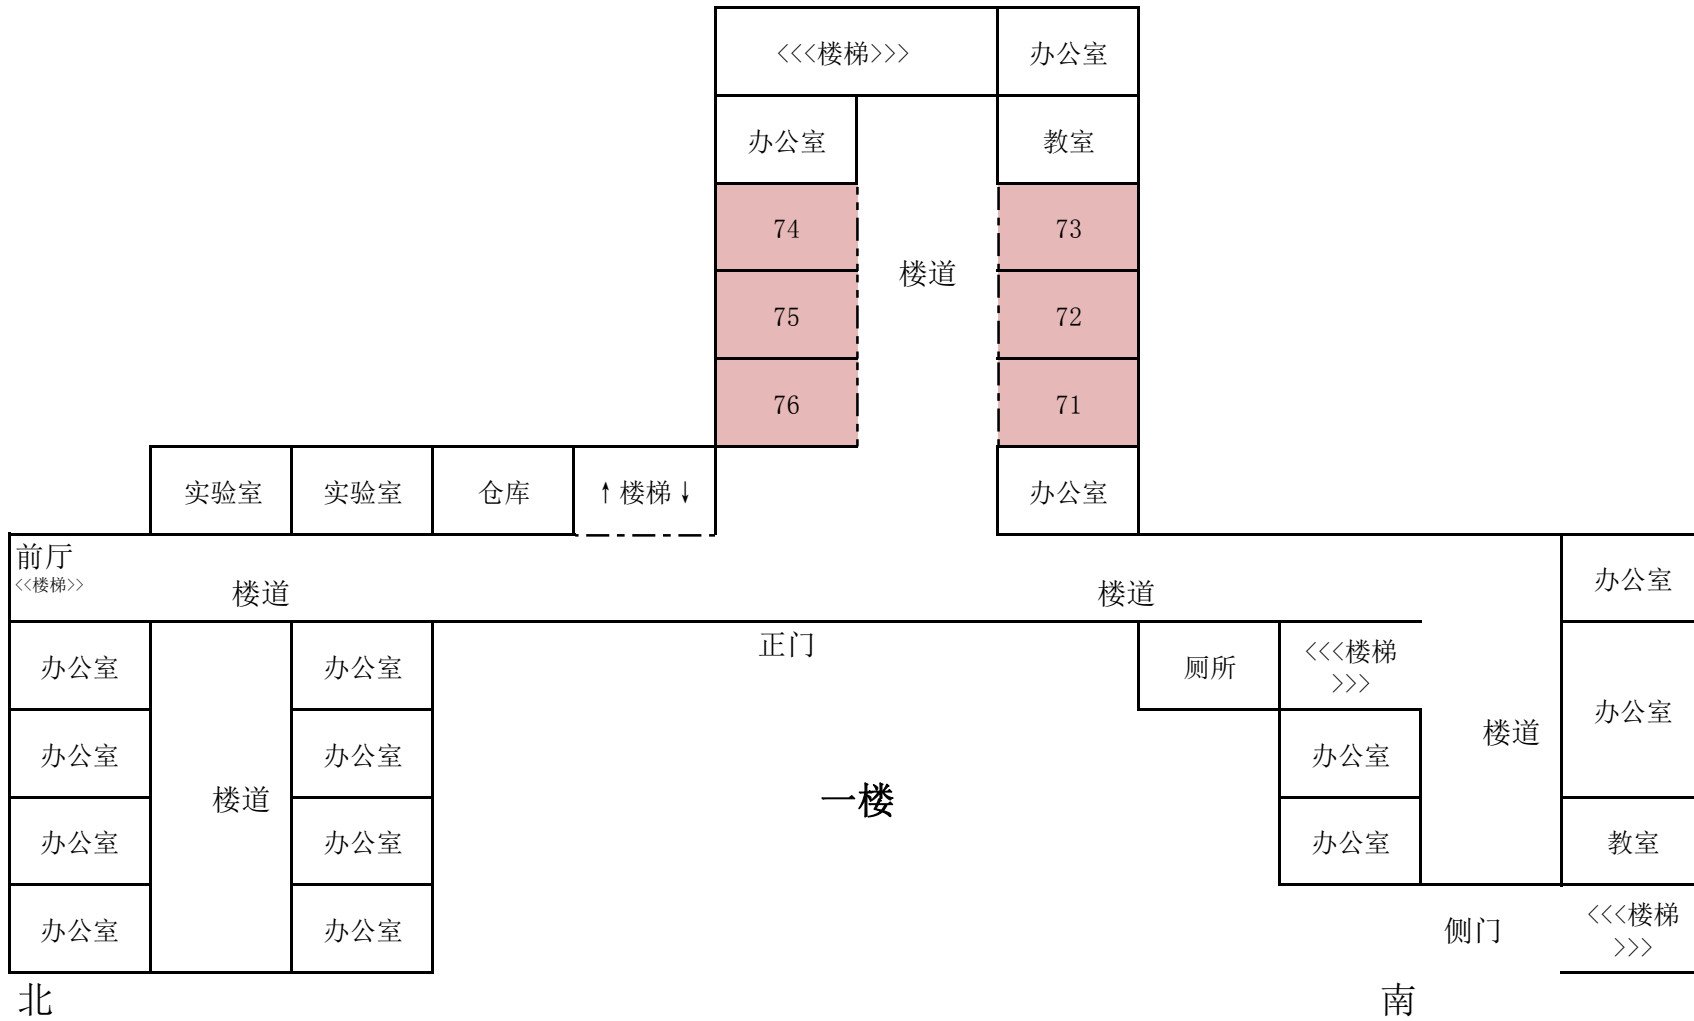 <<<楼梯>>>
办公室
办公室
教室
74
73
楼道
75
72
76
71
实验室
实验室
仓库
↑楼梯↓
办公室
前厅
<<楼梯>>
楼道
楼道
办公室
正门
办公室
办公室
厕所
<<<楼梯
>>>
办公室
楼道
办公室
办公室
办公室
楼道
一楼
办公室
办公室
办公室
教室
办公室
办公室
侧门
<<<楼梯
>>>
北
南